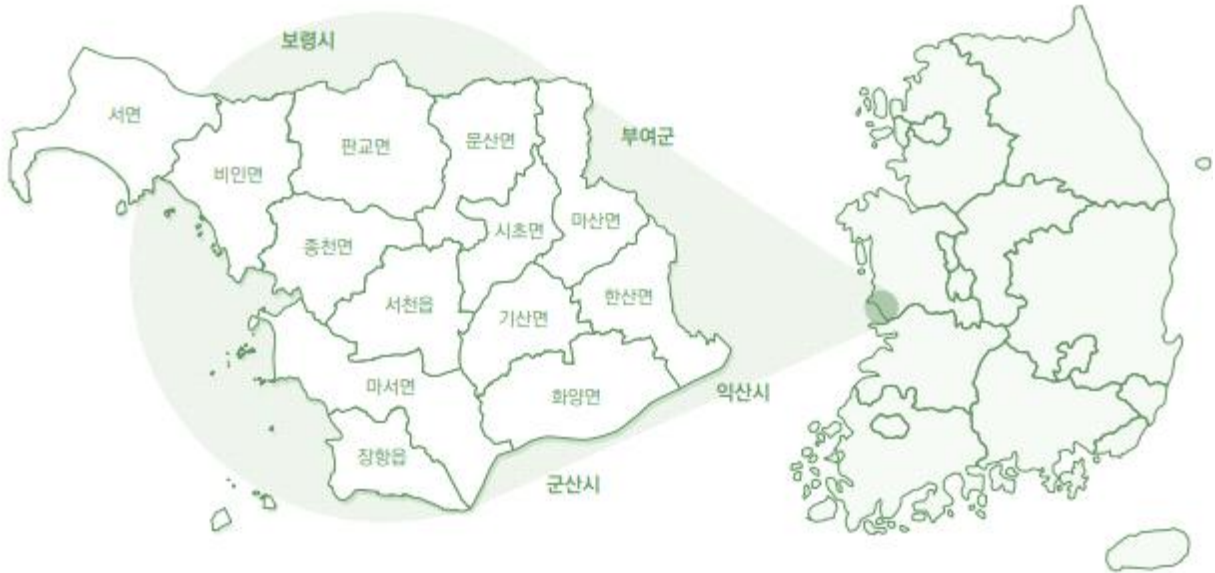 보령시
서면
부여군
판교면
문산면
비인면
마산면
시초면
종천면
한산면
서천읍
기산면
마서면
익산시
화양면
장항읍
군산시